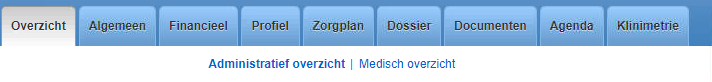 Overzicht Algemeen Financieel Profiel Zorgplan Dossier Documenten Agenda Klinimetrie
Administratief overzicht | Medisch overzicht